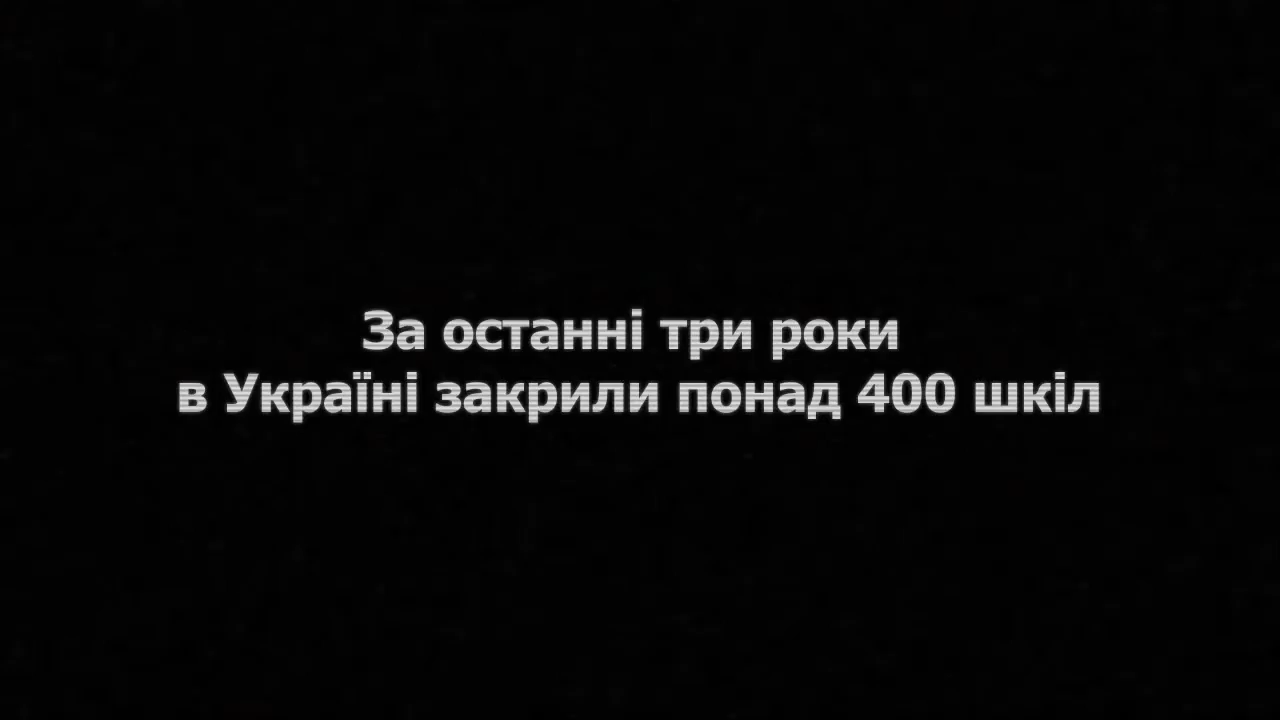 За останні три роки
в Україні закрили понад 400 шкіл